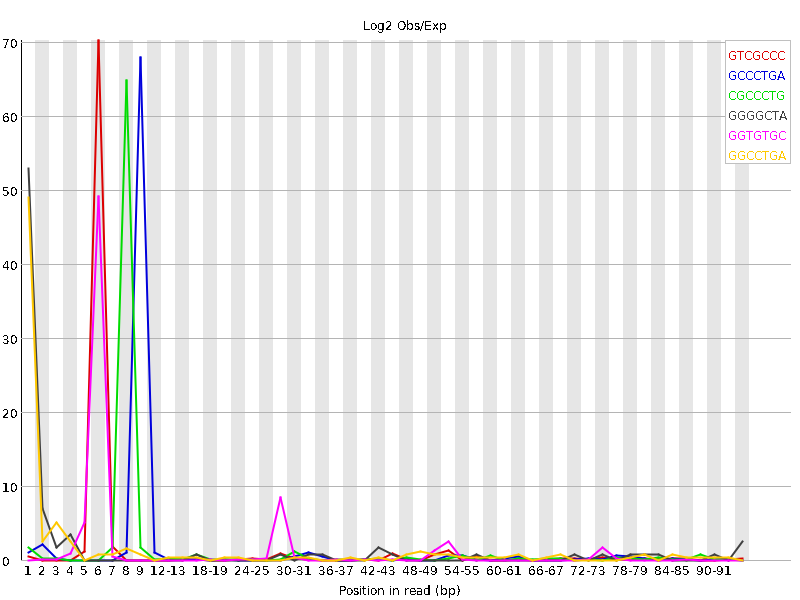 Log2 Obs/Exp
70
60
50
40
30
20
10
0
GTCGCCC
GCCCTGA
CGCCCTG
GGGGCTA
GGTGTGC
GGCCTGA
1 2 3 4 5 6 7 8 9 12-13 18-19 24-25 30-31 36-37 42-43 48-49 54-55 60-61 66-67 72-73 78-79 84-85 90-91
Position in read (bp)